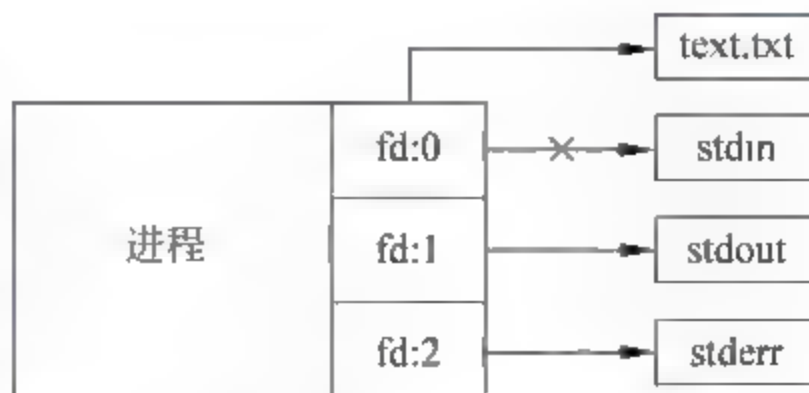 text.txt
fd:0
stdin
进程
fd:1
stdout
fd:2
stderr